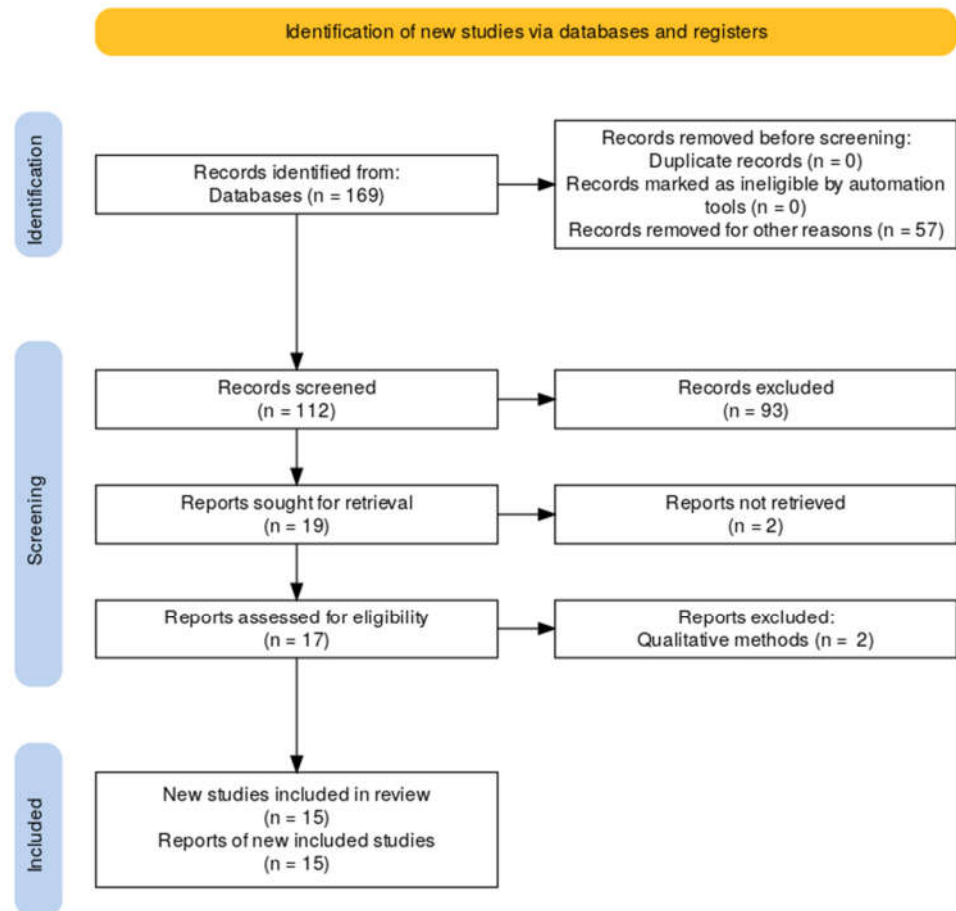 Identification of new studies via databases and registers
Identification
Records identified from:
Databases (n = 169)
Records removed before screening:
Duplicate records (n = 0)
Records marked as ineligible by automation
tools (n = 0)
Records removed for other reasons (n = 57)
Screening
Records screened
(n = 112)
Records excluded
(n = 93)
Reports sought for retrieval
(n = 19)
Reports not retrieved
(n = 2)
Reports assessed for eligibility
(n = 17)
Reports excluded:
Qualitative methods (n = 2)
Included
New studies included in review
(n = 15)
Reports of new included studies
(n = 15)